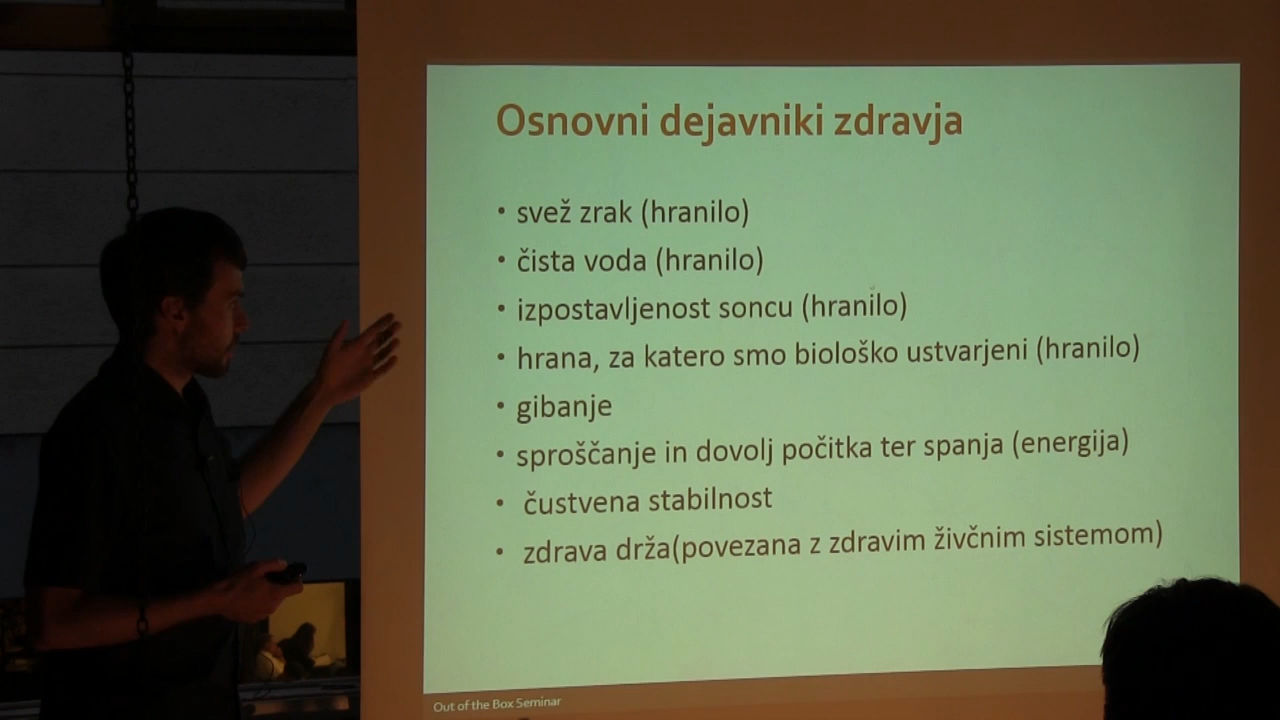 Osnovni dejavniki zdravja
• svež zrak (hranilo)
• čista voda (hranilo)
• izpostavljenost soncu (hranilo)
• hrana, za katero smo biološko ustvarjeni (hranilo)
• gibanje
• sproščanje in dovolj počitka ter spanja (energija)
• čustvena stabilnost
• zdrava drža(povezana z zdravim živčnim sistemom)
Out of the Box Seminar